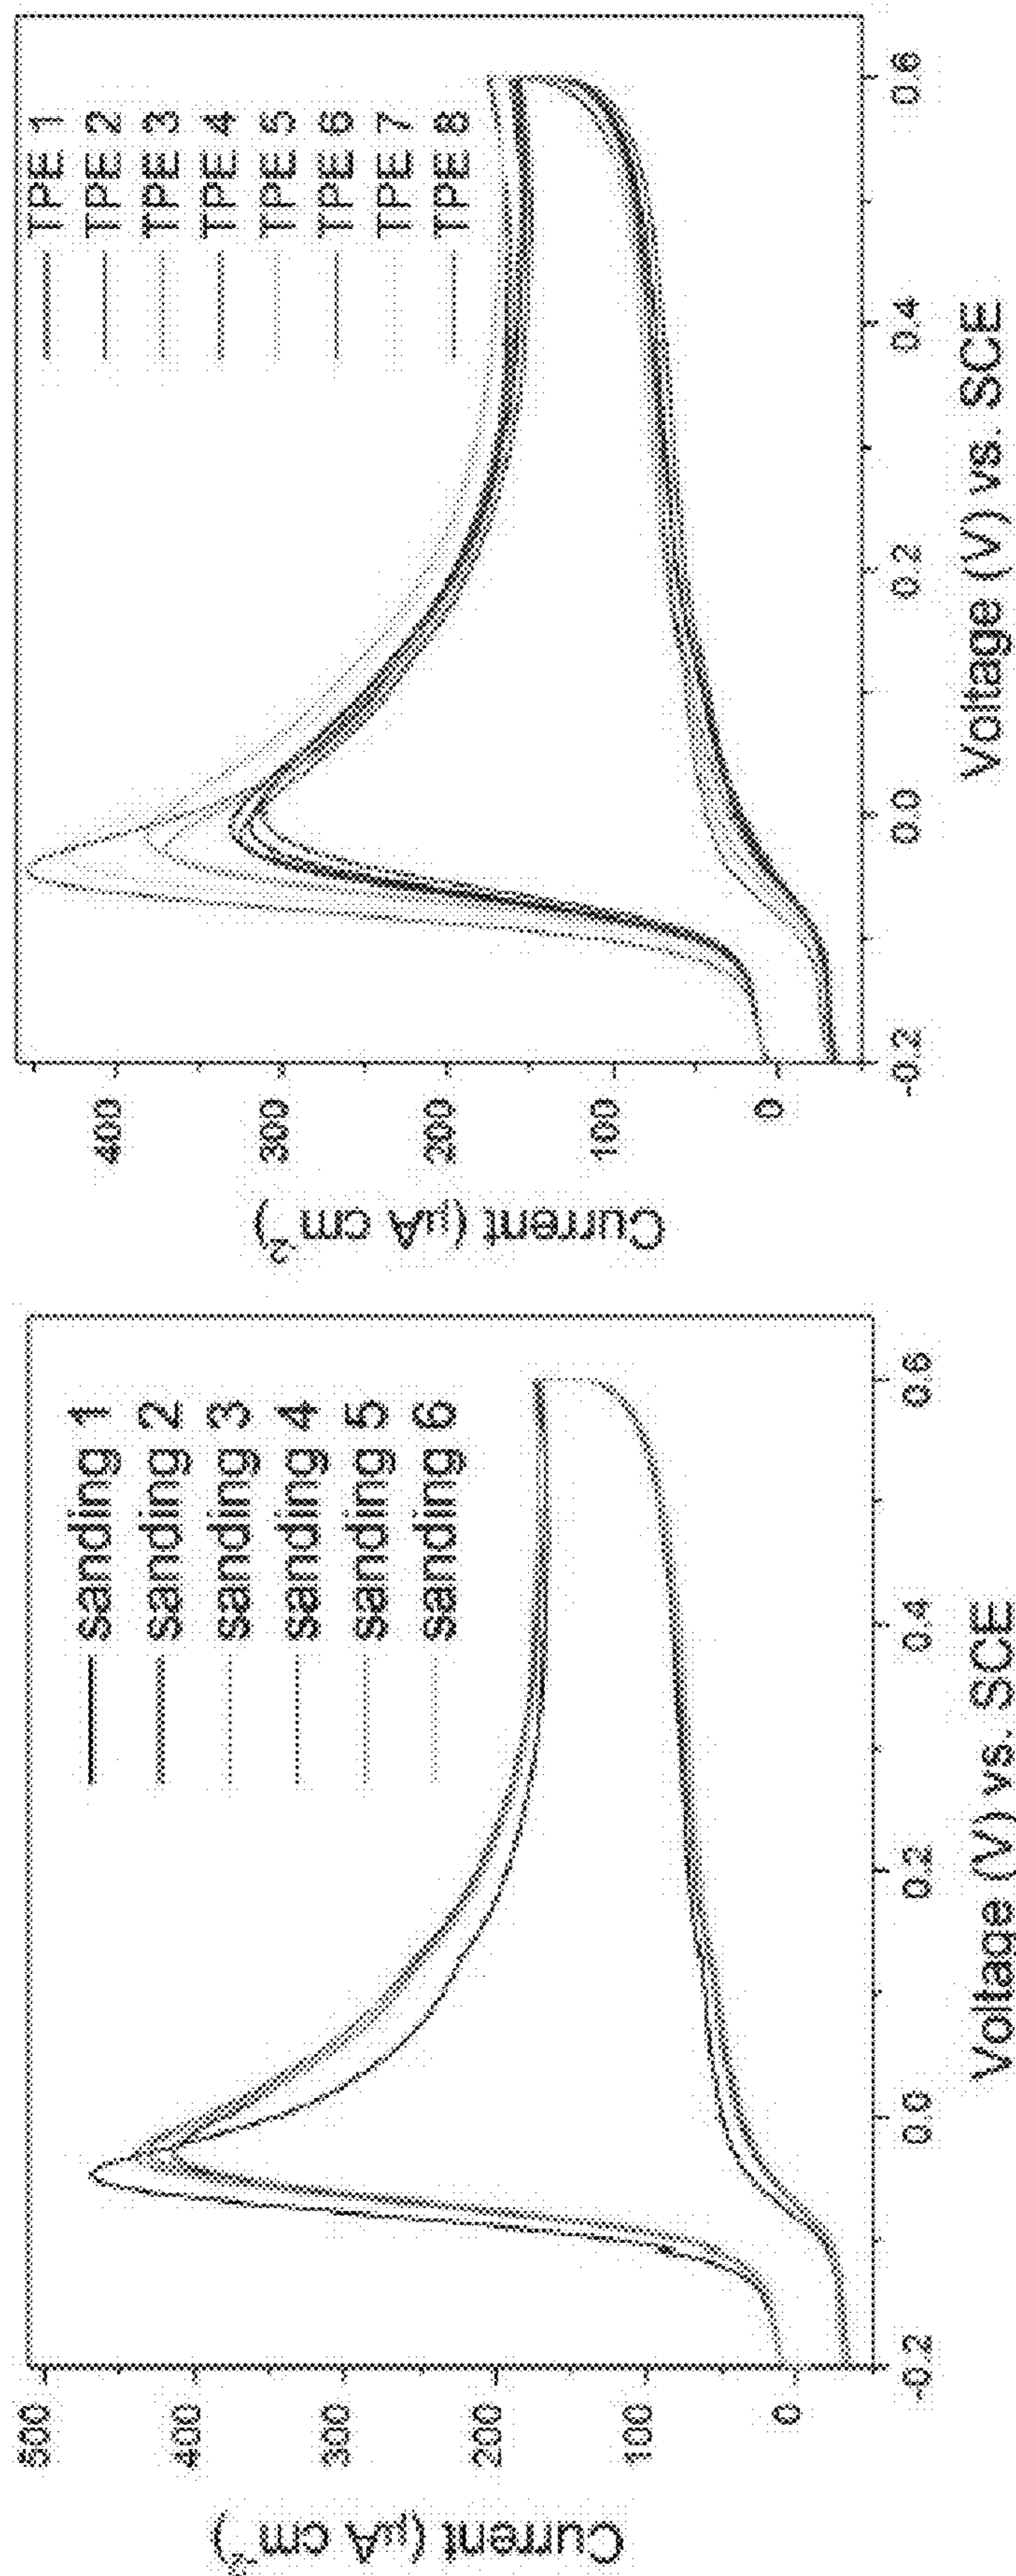 500
400
300
200
100
0
Current (µA cm⁻²)
sanding 1
sanding 2
sanding 3
sanding 4
sanding 5
sanding 6
-0.2
0.0
0.2
0.4
0.6
Voltage (V) vs. SCE
400
300
200
100
0
Current (µA cm⁻²)
TPE 1
TPE 2
TPE 3
TPE 4
TPE 5
TPE 6
TPE 7
TPE 8
-0.2
0.0
0.2
0.4
0.6
Voltage (V) vs. SCE